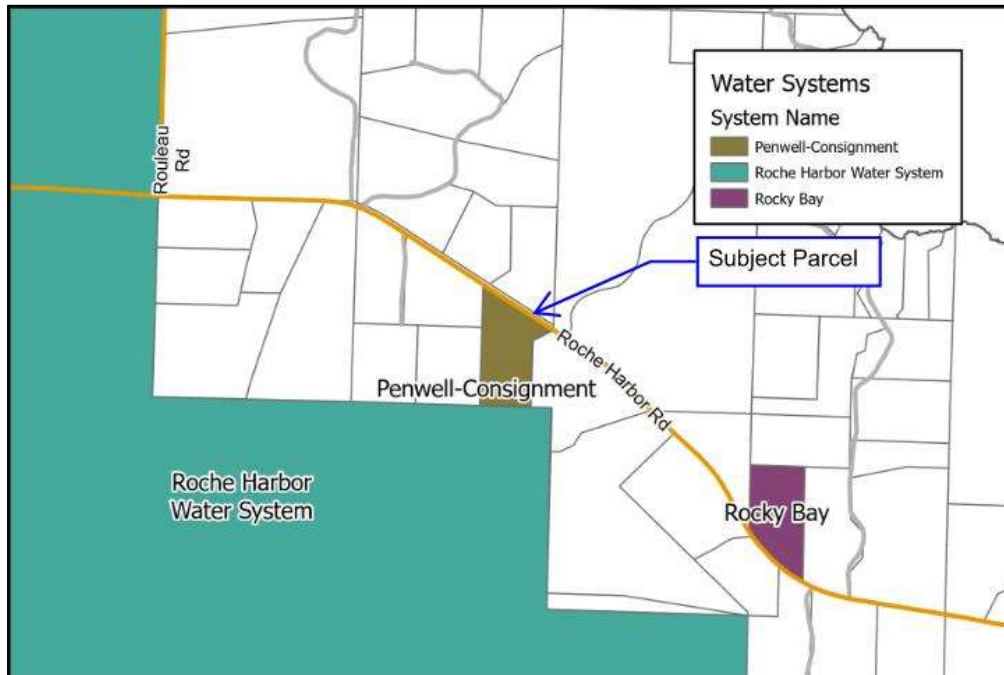 Water Systems
System Name
Penwell-Consignment
Roche Harbor Water System
Rocky Bay
Rouleau
Rd
Subject Parcel
Roche Harbor Rd
Penwell-Consignment
Roche Harbor
Water System
Rocky Bay